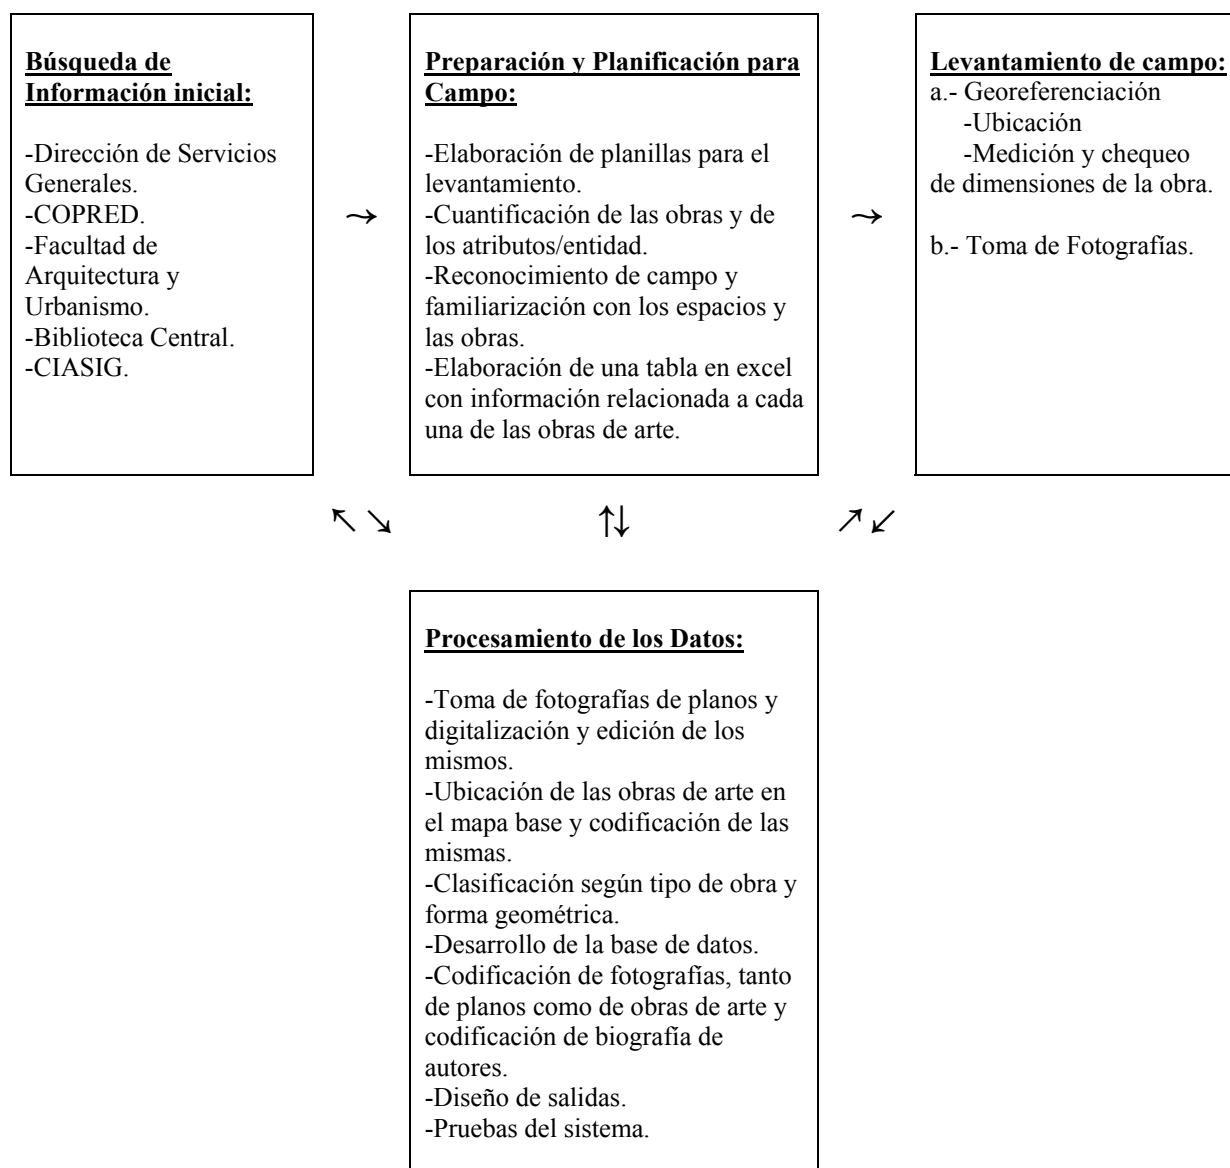 Búsqueda de
Información inicial:
-Dirección de Servicios
Generales.
-COPRED.
-Facultad de
Arquitectura y
Urbanismo.
-Biblioteca Central.
-CIASIG.
→
Preparación y Planificación para
Campo:
-Elaboración de planillas para el
levantamiento.
-Cuantificación de las obras y de
los atributos/entidad.
-Reconocimiento de campo y
familiarización con los espacios y
las obras.
-Elaboración de una tabla en excel
con información relacionada a cada
una de las obras de arte.
→
Levantamiento de campo:
a.- Georeferenciación
-Ubicación
-Medición y chequeo
de dimensiones de la obra.
b.- Toma de Fotografías.
↖ ↘ ↑↓ ↗ ↙
Procesamiento de los Datos:
-Toma de fotografías de planos y
digitalización y edición de los
mismos.
-Ubicación de las obras de arte en
el mapa base y codificación de las
mismas.
-Clasificación según tipo de obra y
forma geométrica.
-Desarrollo de la base de datos.
-Codificación de fotografías, tanto
de planos como de obras de arte y
codificación de biografía de
autores.
-Diseño de salidas.
-Pruebas del sistema.